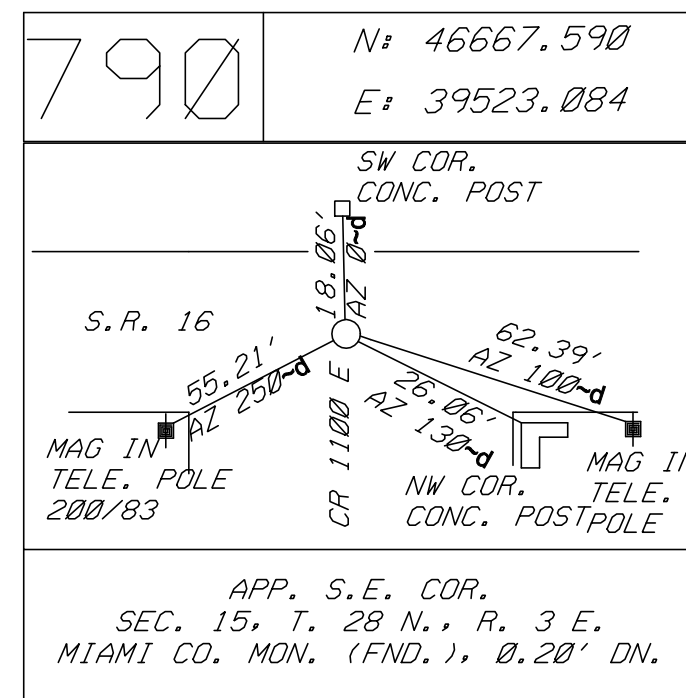 790
N: 46667.590
E: 39523.084
SW COR.
CONC. POST
18.06'
AZ 0~d
S.R. 16
55.21'
AZ 250~d
CR 1100 E
26.06'
AZ 130~d
62.39'
AZ 100~d
MAG IN
TELE. POLE
200/83
NW COR.
CONC. POST
MAG IN
TELE.
POLE
APP. S.E. COR.
SEC. 15, T. 28 N., R. 3 E.
MIAMI CO. MON. (FND.), 0.20' DN.